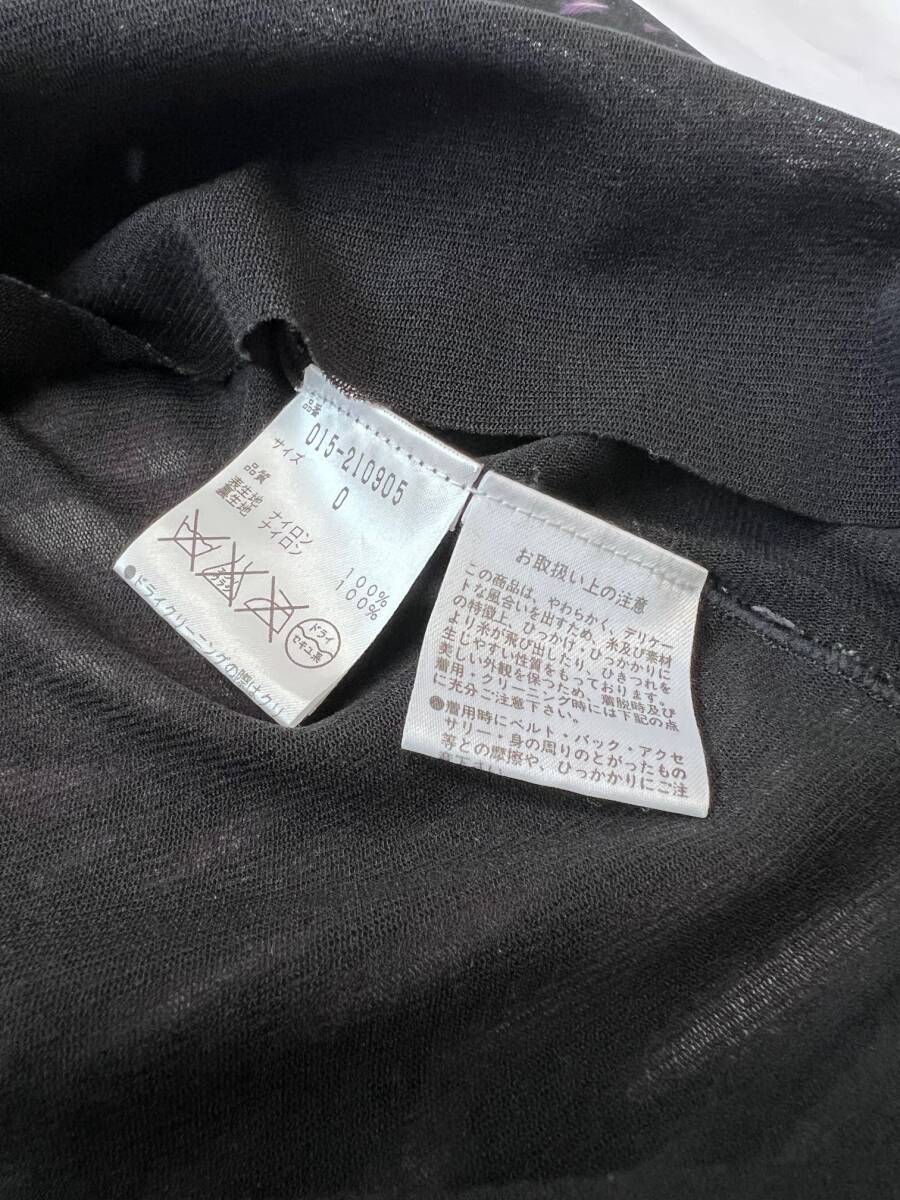 品番
015-210905
サイズ
0
品質
表生地 ナイロン 100%
裏生地 ナイロン 100%
ドライ
セキユ系
●ドライクリーニングの際は
お取扱い上の注意
この商品は、やわらかく、デリケー
トな風合いを出すため、糸及び素材
の特徴上、ひっかけ・ひっかかりに
より糸が飛び出したり、ひきつれを
生じやすい性質をもっております。
美しい外観を保つため、着脱時及び
着用・クリーニング時には下記の点
に充分ご注意下さい。
●着用時にベルト・バック・アクセ
サリー・身の周りのとがったもの
等との摩擦や、ひっかかりにご注
意下さい